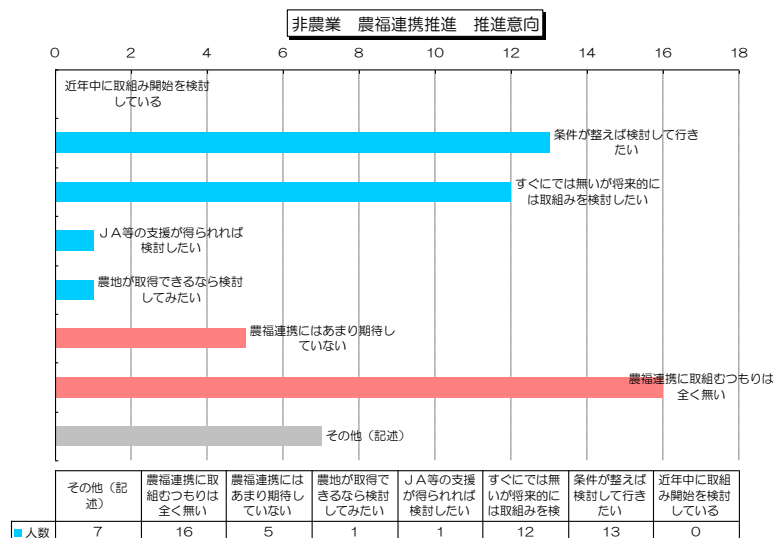 非農業　農福連携推進　推進意向
0 2 4 6 8 10 12 14 16 18
近年中に取組み開始を検討
している
条件が整えば検討して行き
たい
すぐにでは無いが将来的に
は取組みを検討したい
ＪＡ等の支援が得られれば
検討したい
農地が取得できるなら検討
してみたい
農福連携にはあまり期待し
ていない
農福連携に取組むつもりは
全く無い
その他（記述）
その他（記
述）
農福連携に取
組むつもりは
全く無い
農福連携には
あまり期待し
ていない
農地が取得で
きるなら検討
してみたい
ＪＡ等の支援
が得られれば
検討したい
すぐにでは無
いが将来的に
は取組みを検
条件が整えば
検討して行き
たい
近年中に取組
み開始を検討
している
人数 7 16 5 1 1 12 13 0